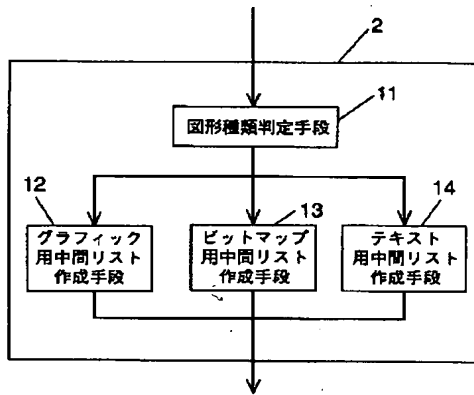 2
11
図形種類判定手段
12
グラフィック
用中間リスト
作成手段
13
ビットマップ
用中間リスト
作成手段
14
テキスト
用中間リスト
作成手段